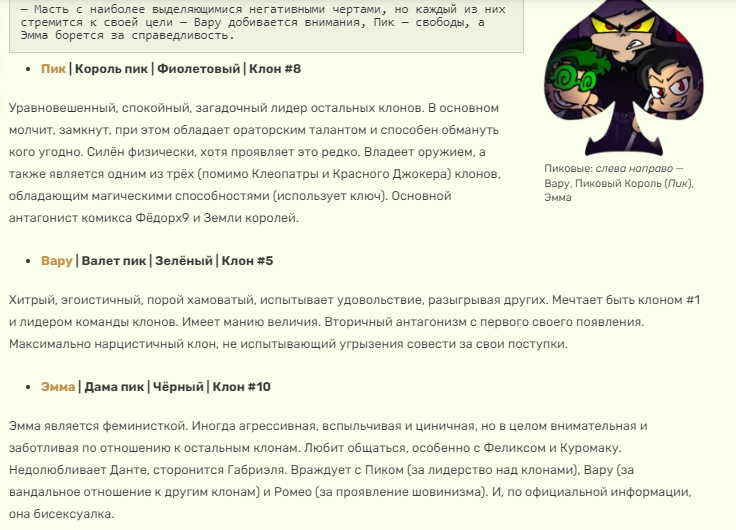 — Масть с наиболее выделяющимися негативными чертами, но каждый из них
стремится к своей цели — Вару добивается внимания, Пик — свободы, а
Эмма борется за справедливость.
• Пик | Король пик | Фиолетовый | Клон #8
Уравновешенный, спокойный, загадочный лидер остальных клонов. В основном
молчит, замкнут, при этом обладает ораторским талантом и способен обмануть
кого угодно. Силён физически, хотя проявляет это редко. Владеет оружием, а
также является одним из трёх (помимо Клеопатры и Красного Джокера) клонов,
обладающим магическими способностями (использует ключ). Основной
антагонист комикса Фёдорх9 и Земли королей.
Пиковые: слева направо —
Вару, Пиковый Король (Пик),
Эмма
• Вару | Валет пик | Зелёный | Клон #5
Хитрый, эгоистичный, порой хамоватый, испытывает удовольствие, разыгрывая других. Мечтает быть клоном #1
и лидером команды клонов. Имеет манию величия. Вторичный антагонизм с первого своего появления.
Максимально нарцистичный клон, не испытывающий угрызения совести за свои поступки.
• Эмма | Дама пик | Чёрный | Клон #10
Эмма является феминисткой. Иногда агрессивная, вспыльчивая и циничная, но в целом внимательная и
заботливая по отношению к остальным клонам. Любит общаться, особенно с Феликсом и Куромаку.
Недолюбливает Данте, сторонится Габриэля. Враждует с Пиком (за лидерство над клонами), Вару (за
вандальное отношение к другим клонам) и Ромео (за проявление шовинизма). И, по официальной информации,
она бисексуалка.